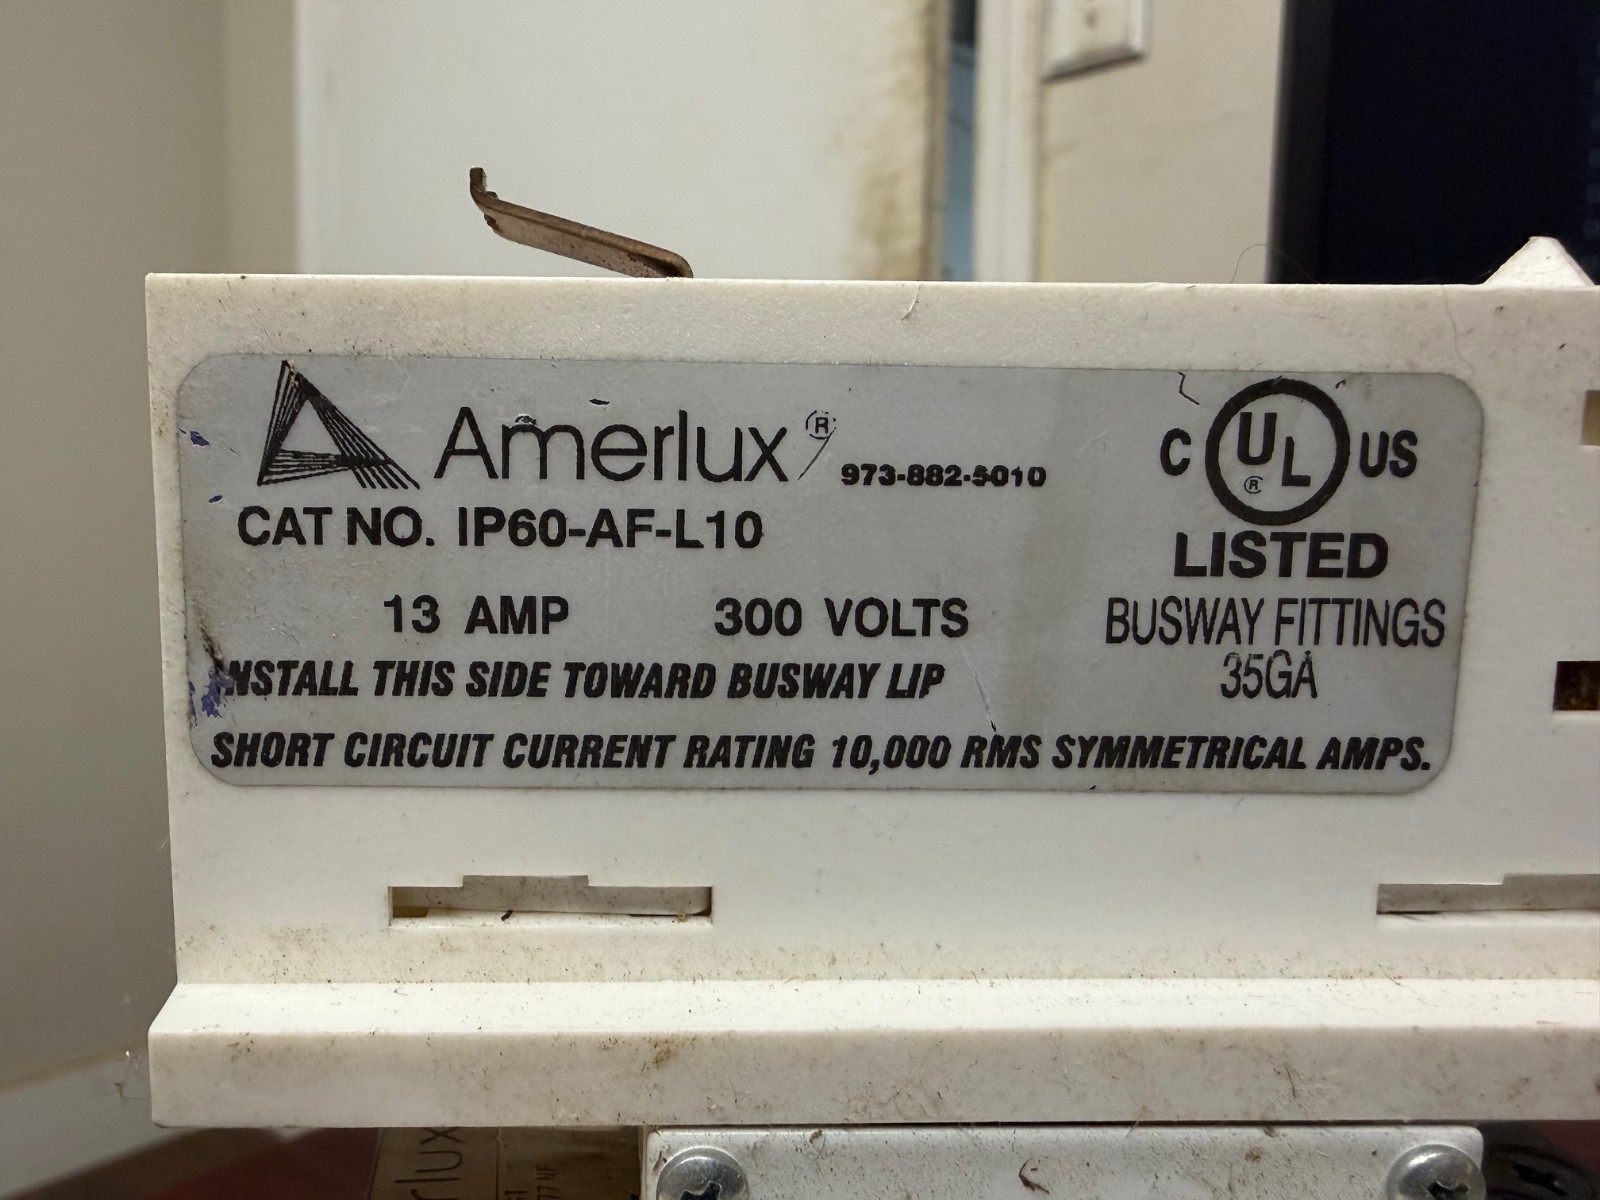 Amerlux® 973-882-5010
CAT NO. IP60-AF-L10
13 AMP 300 VOLTS
INSTALL THIS SIDE TOWARD BUSWAY LIP
SHORT CIRCUIT CURRENT RATING 10,000 RMS SYMMETRICAL AMPS.
C UL® US
LISTED
BUSWAY FITTINGS
35GA
erlux